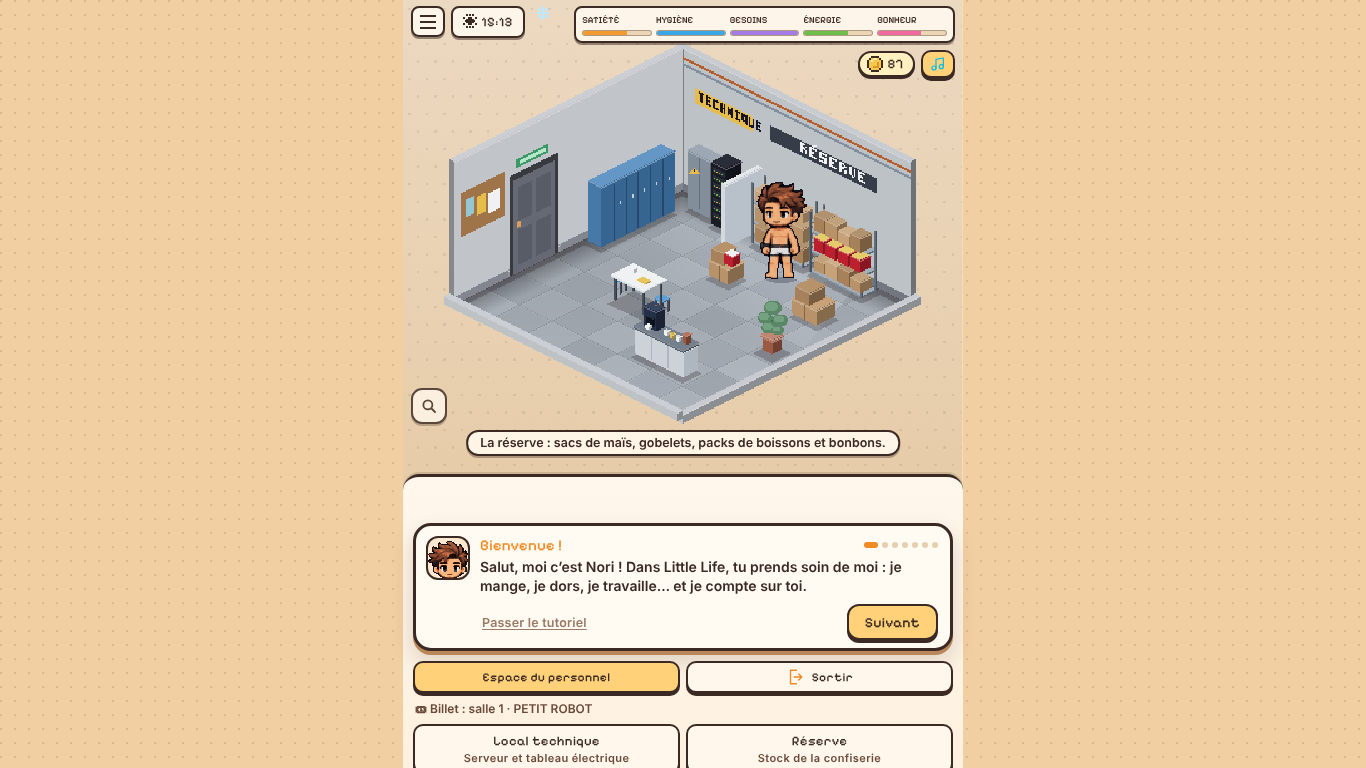 18:13
SATIÉTÉ
HYGIÈNE
BESOINS
ÉNERGIE
BONHEUR
87
TECHNIQUE
RÉSERVE
La réserve : sacs de maïs, gobelets, packs de boissons et bonbons.
Bienvenue !
Salut, moi c’est Nori ! Dans Little Life, tu prends soin de moi : je
mange, je dors, je travaille… et je compte sur toi.
Passer le tutoriel
Suivant
Espace du personnel
Sortir
Billet : salle 1 · PETIT ROBOT
Local technique
Serveur et tableau électrique
Réserve
Stock de la confiserie